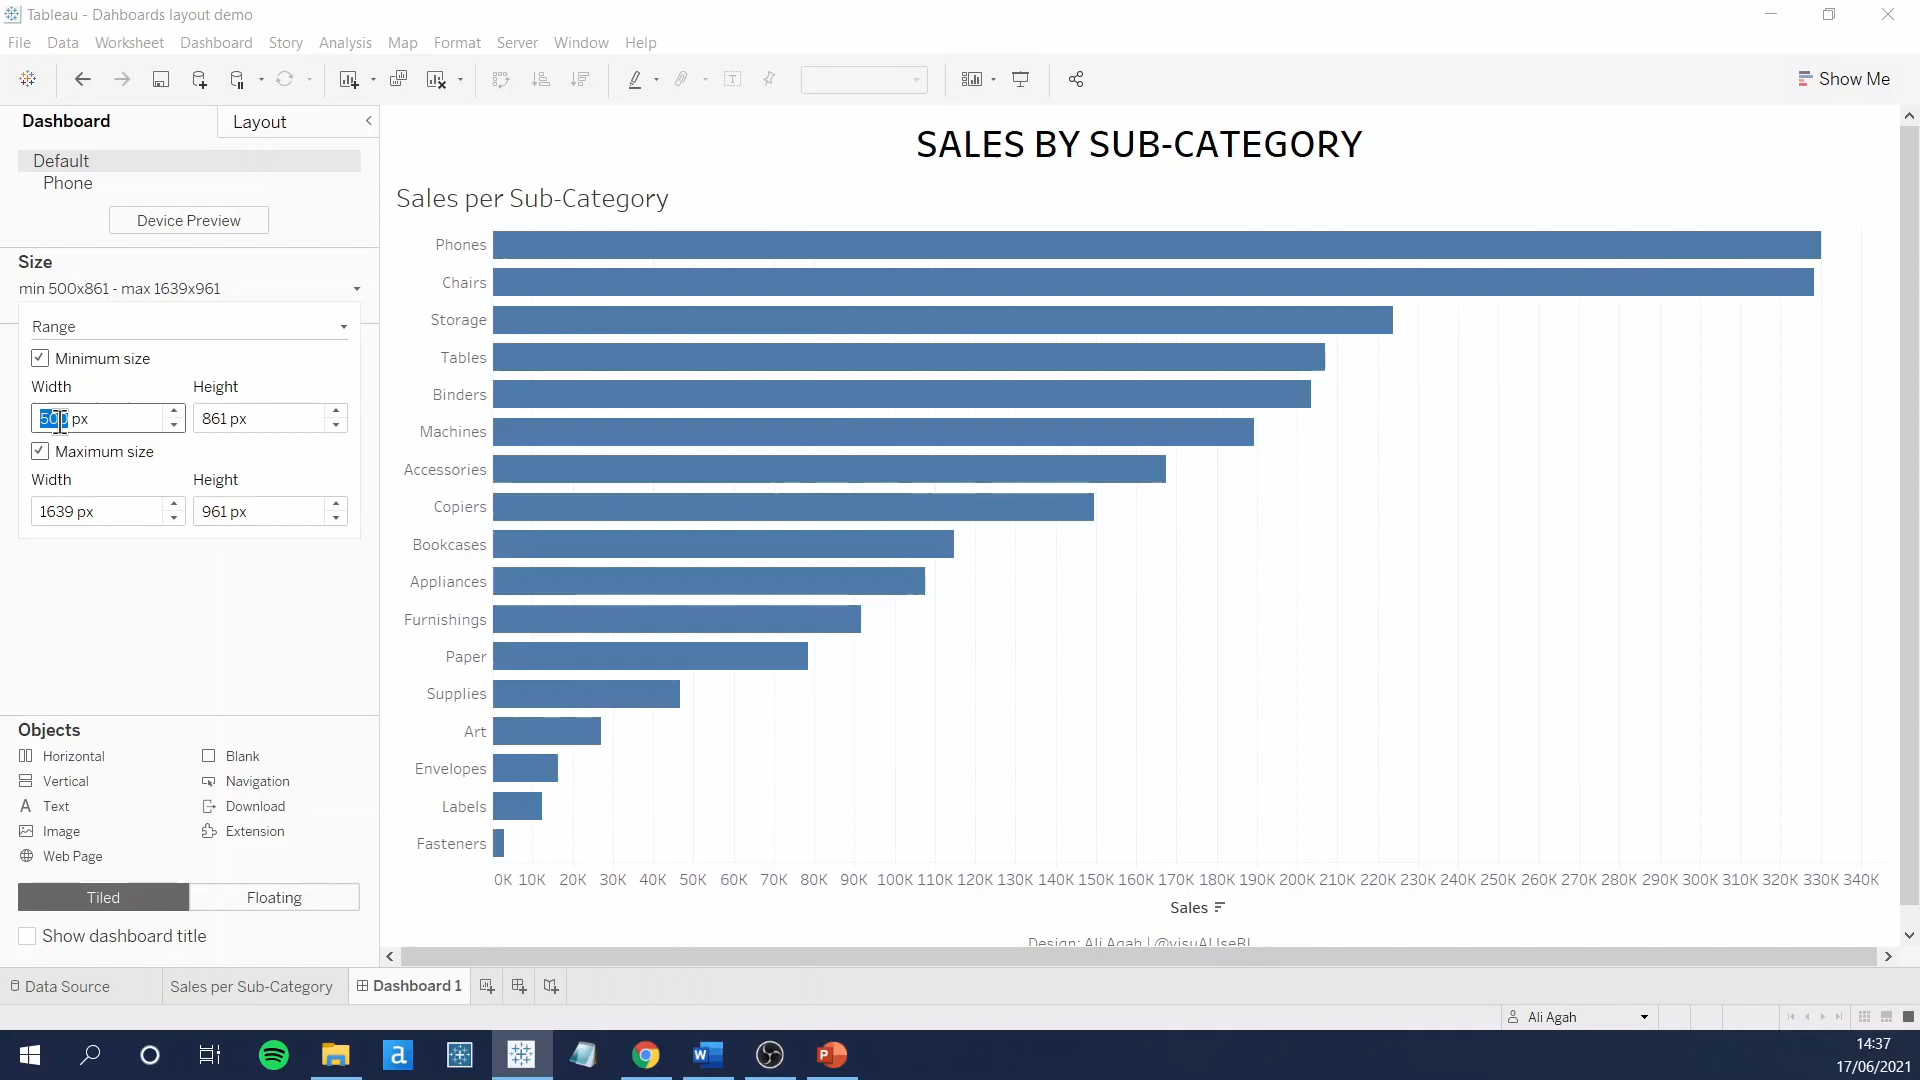 Tableau - Dahboards layout demo
File Data Worksheet Dashboard Story Analysis Map Format Server Window Help
Show Me
Dashboard Layout
Default
Phone
Device Preview
Size
min 500x861 - max 1639x961
Range
Minimum size
Width Height
500 px 861 px
Maximum size
Width Height
1639 px 961 px
Objects
Horizontal Blank
Vertical Navigation
Text Download
Image Extension
Web Page
Tiled Floating
Show dashboard title
SALES BY SUB-CATEGORY
Sales per Sub-Category
Phones
Chairs
Storage
Tables
Binders
Machines
Accessories
Copiers
Bookcases
Appliances
Furnishings
Paper
Supplies
Art
Envelopes
Labels
Fasteners
0K 10K 20K 30K 40K 50K 60K 70K 80K 90K 100K 110K 120K 130K 140K 150K 160K 170K 180K 190K 200K 210K 220K 230K 240K 250K 260K 270K 280K 290K 300K 310K 320K 330K 340K
Sales
Design: Ali Agah | @visuAUseBI
Data Source Sales per Sub-Category Dashboard 1
Ali Agah
14:37
17/06/2021